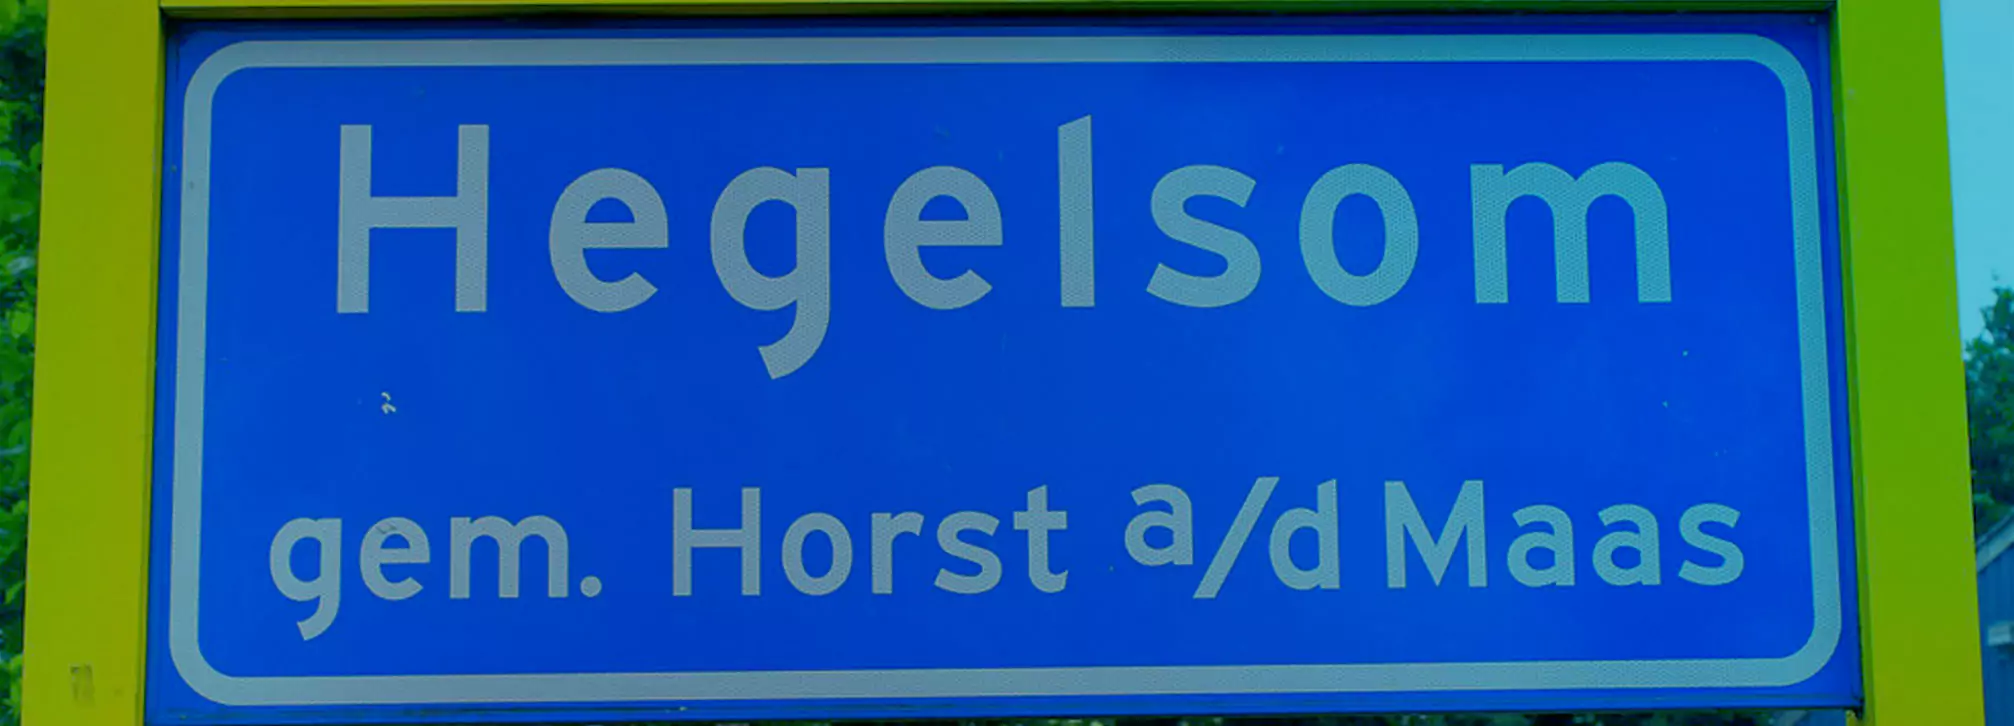 Hegelsom
gem. Horst a/d Maas